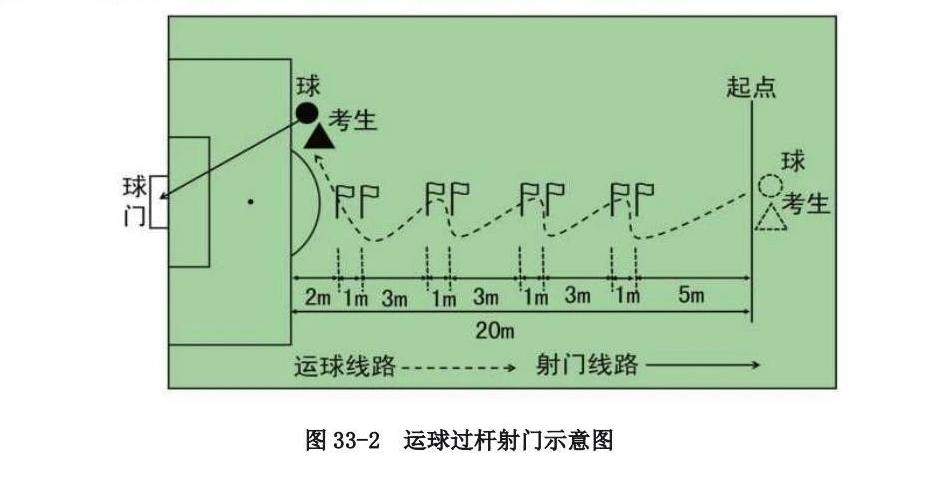 球
起点
考生
球
球
门
考生
2m 1m 3m 1m 3m 1m 3m 1m 5m
20m
运球线路 射门线路
图 33-2 运球过杆射门示意图